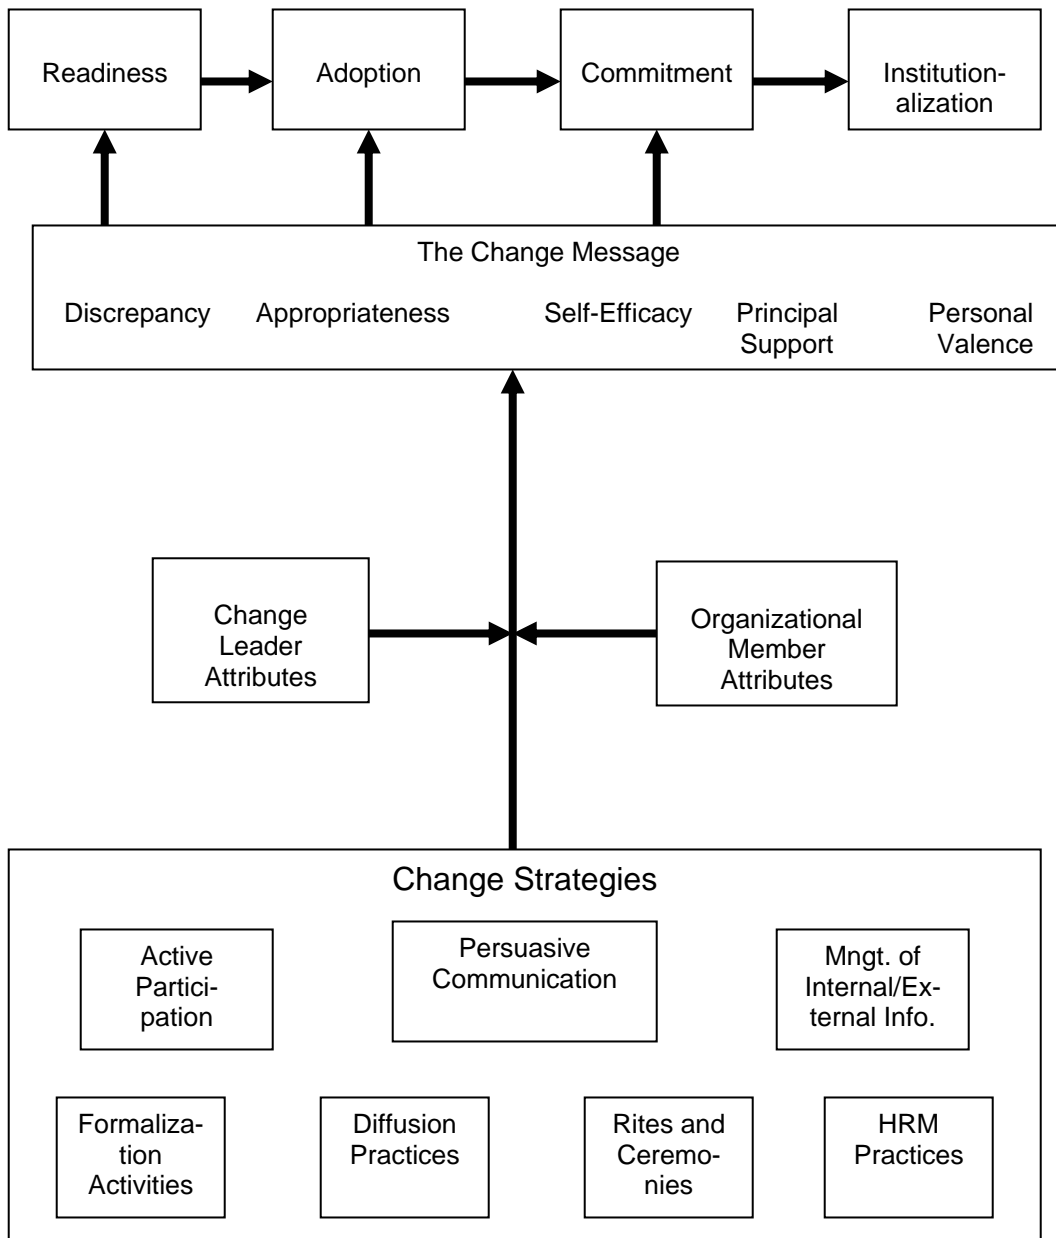 Readiness
Adoption
Commitment
Institution-
alization
The Change Message
Discrepancy
Appropriateness
Self-Efficacy
Principal
Support
Personal
Valence
Change
Leader
Attributes
Organizational
Member
Attributes
Change Strategies
Active
Partici-
pation
Persuasive
Communication
Mngt. of
Internal/Ex-
ternal Info.
Formaliza-
tion
Activities
Diffusion
Practices
Rites and
Ceremo-
nies
HRM
Practices